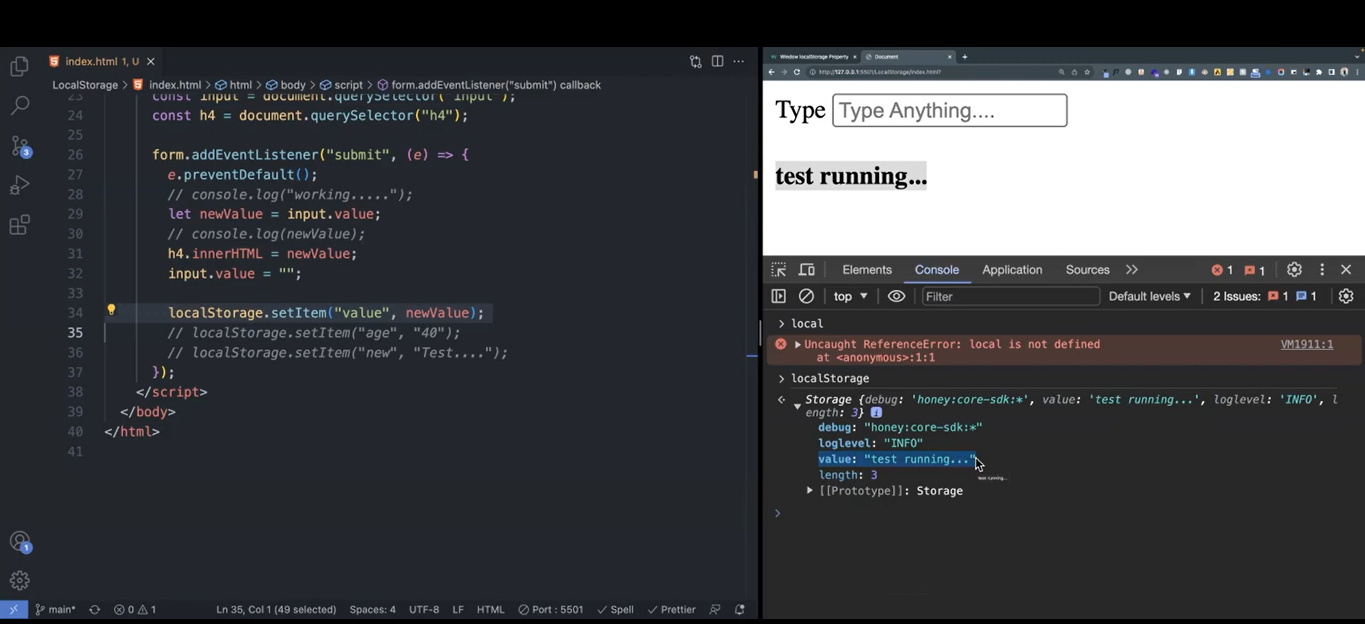 index.html 1, U
LocalStorage > index.html > html > body > script > form.addEventListener("submit") callback
23 const input = document.querySelector("input");
24 const h4 = document.querySelector("h4");
25
26 form.addEventListener("submit", (e) => {
27 e.preventDefault();
28 // console.log("working.....");
29 let newValue = input.value;
30 // console.log(newValue);
31 h4.innerHTML = newValue;
32 input.value = "";
33
34 localStorage.setItem("value", newValue);
35 // localStorage.setItem("age", "40");
36 // localStorage.setItem("new", "Test....");
37 });
38 </script>
39 </body>
40 </html>
41
3
1
main* 0 1 Ln 35, Col 1 (49 selected) Spaces: 4 UTF-8 LF HTML Port : 5501 Spell Prettier
Window localStorage Property Document
http://127.0.0.1:5501/LocalStorage/index.html?
Type Type Anything....
test running...
Elements Console Application Sources 1 1
top Filter Default levels 2 Issues: 1 1
> local
Uncaught ReferenceError: local is not defined VM1911:1
at <anonymous>:1:1
> localStorage
Storage {debug: 'honey:core-sdk:*', value: 'test running...', loglevel: 'INFO', l
ength: 3}
debug: "honey:core-sdk:*"
loglevel: "INFO"
value: "test running..."
test running...
length: 3
[[Prototype]]: Storage
>